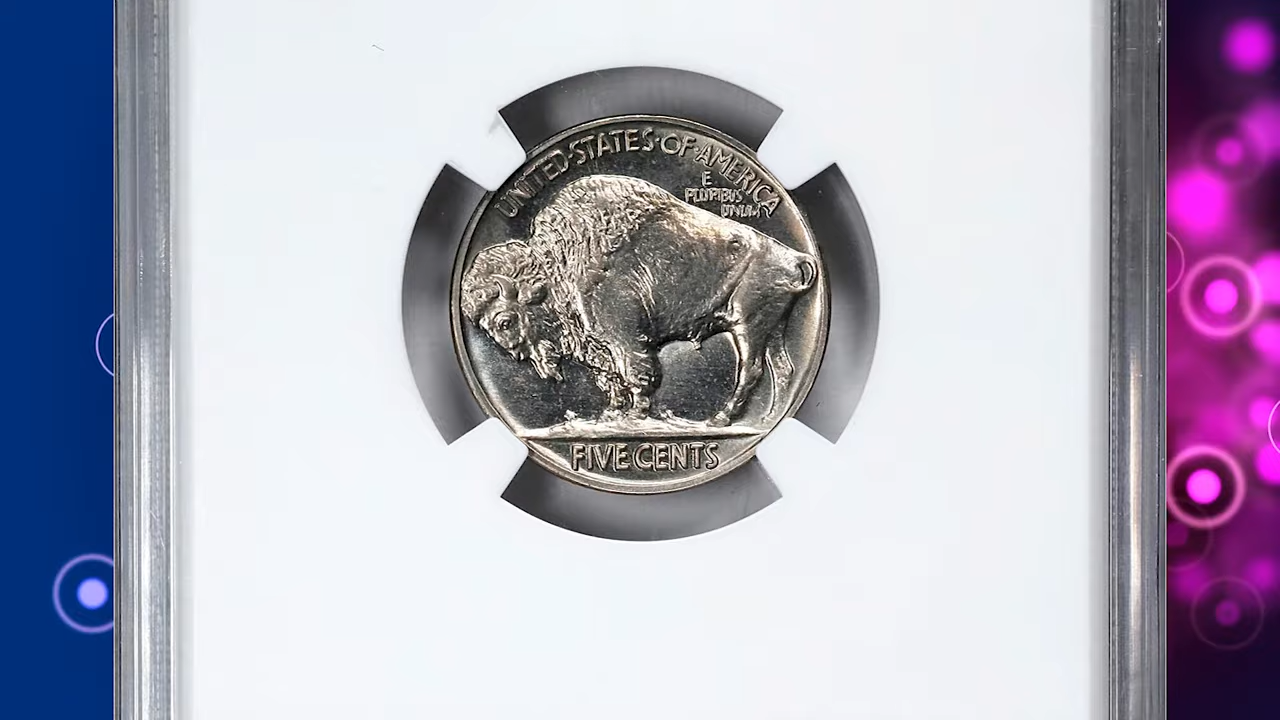 UNITED·STATES·OF·AMERICA
E
PLURIBUS
UNUM
FIVE CENTS